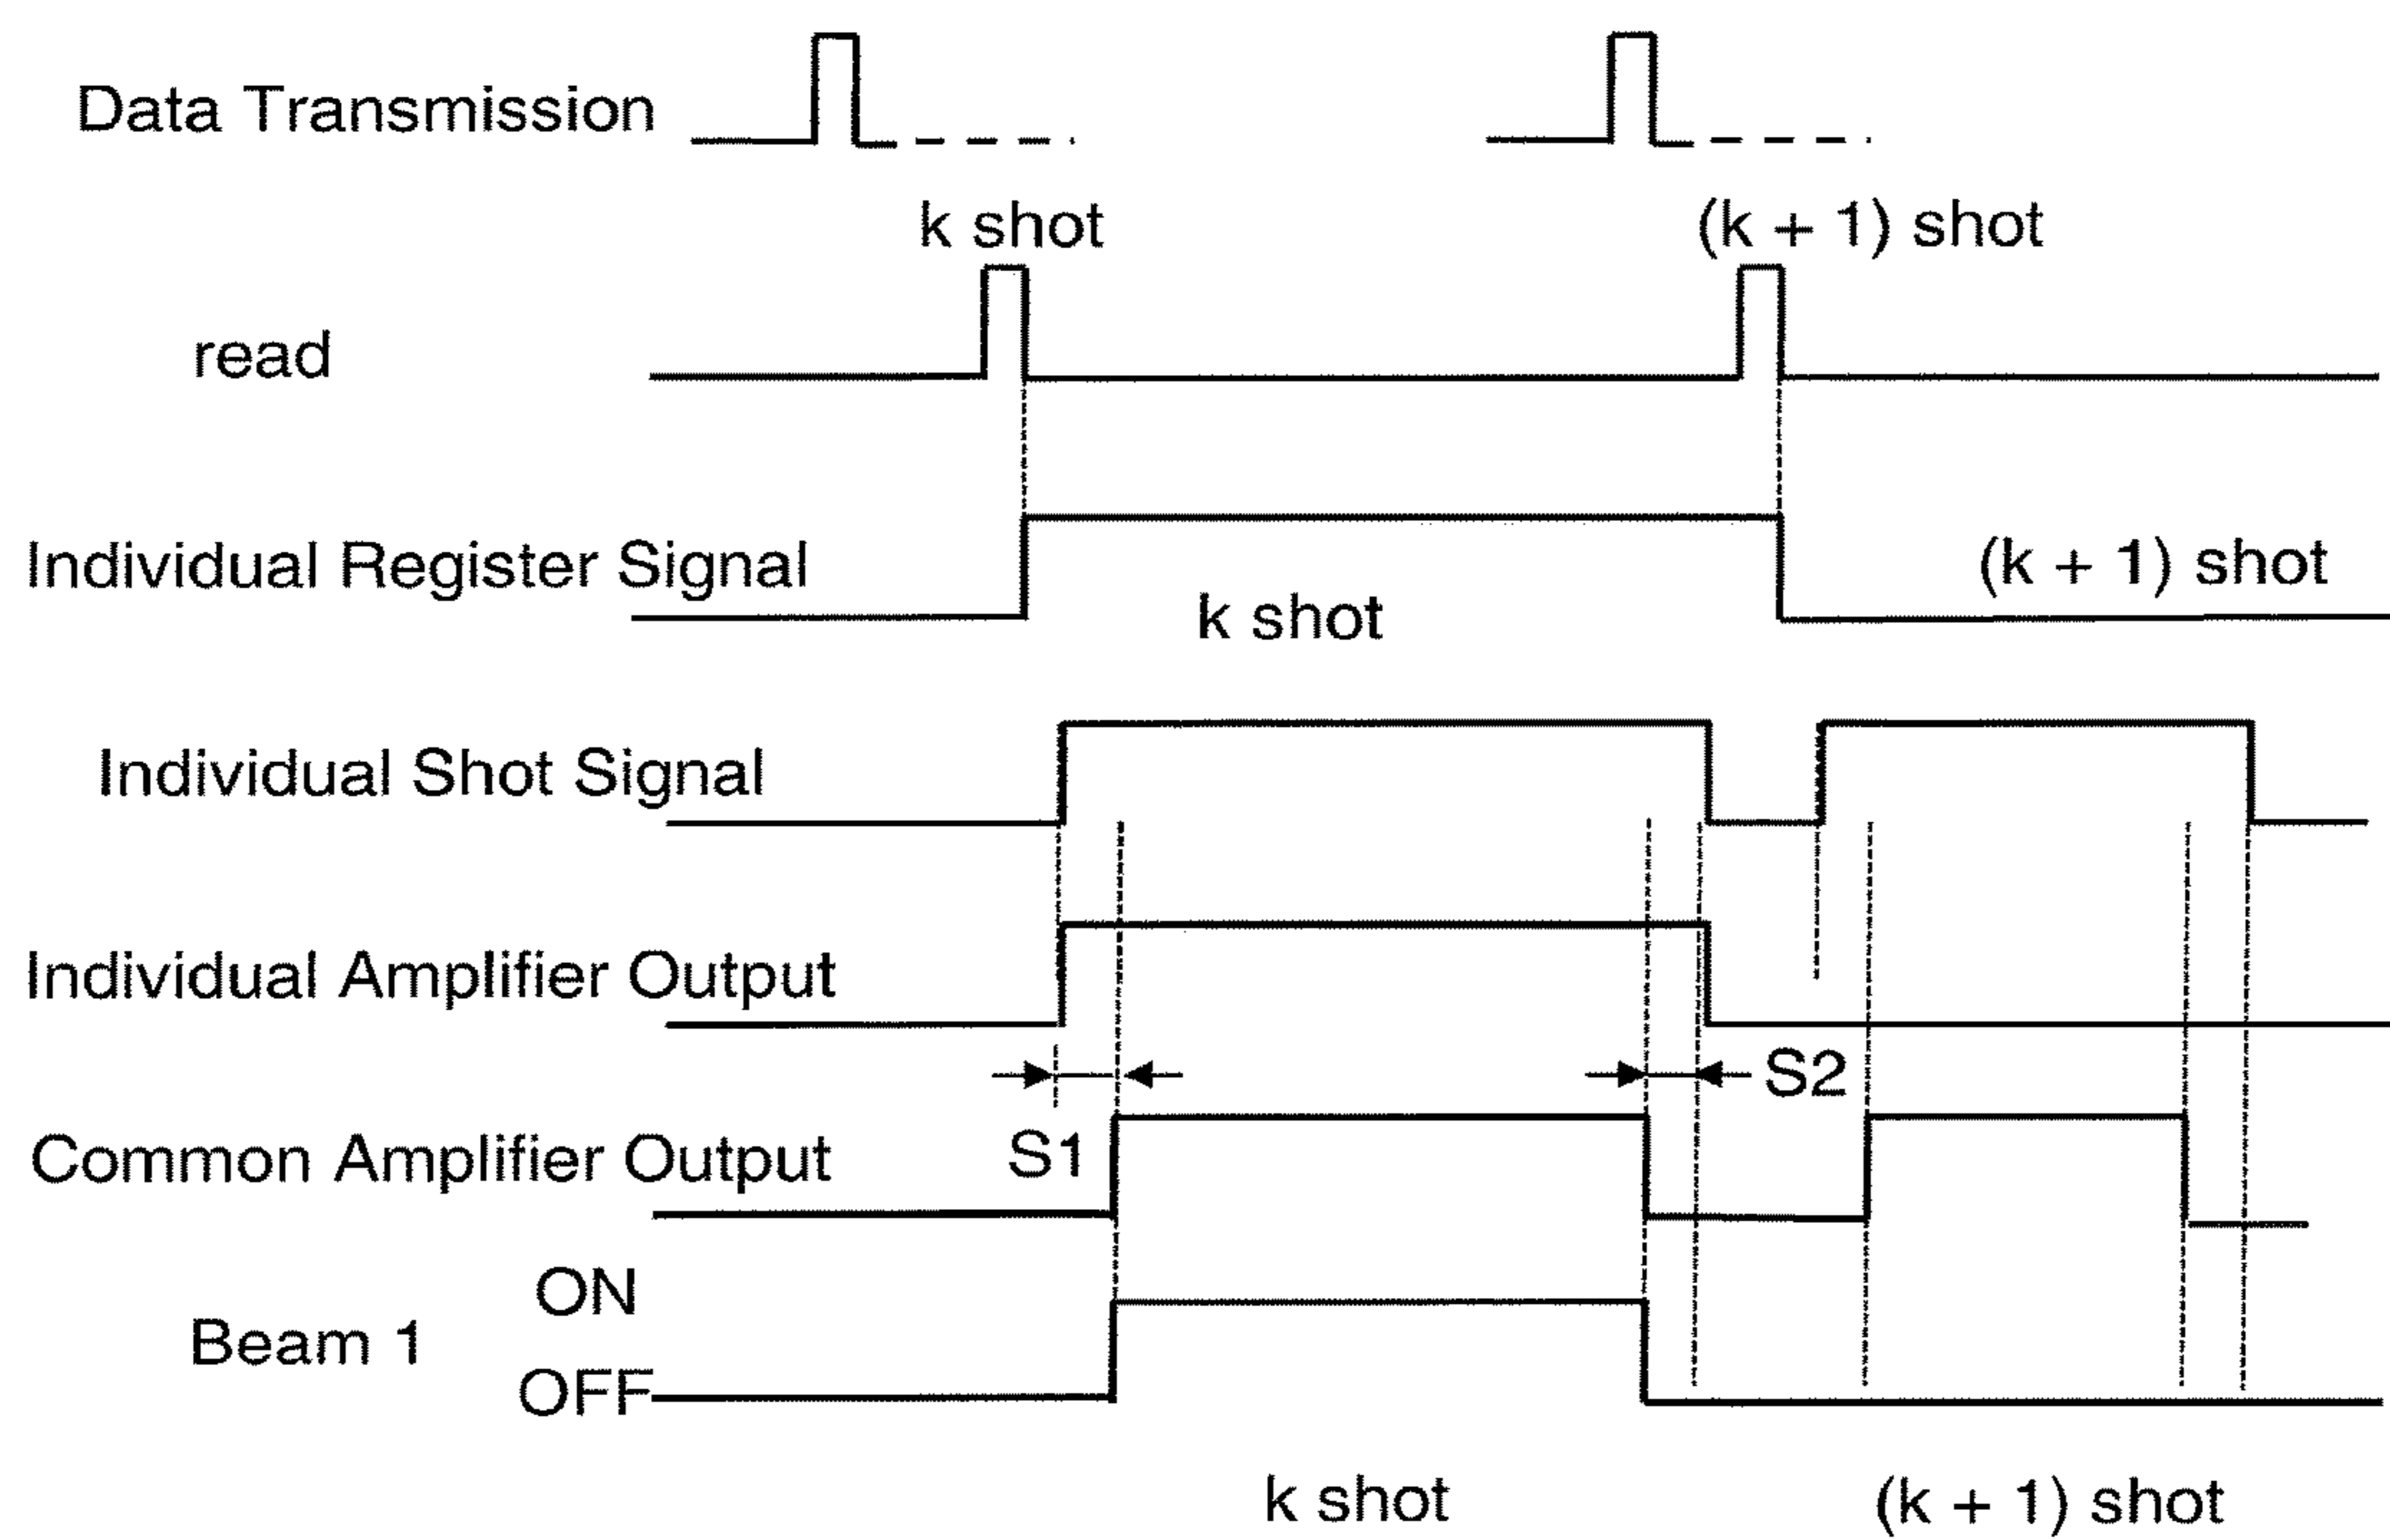 Data Transmission
k shot
(k + 1) shot
read
Individual Register Signal
k shot
(k + 1) shot
Individual Shot Signal
Individual Amplifier Output
S1
S2
Common Amplifier Output
ON
Beam 1
OFF
k shot
(k + 1) shot